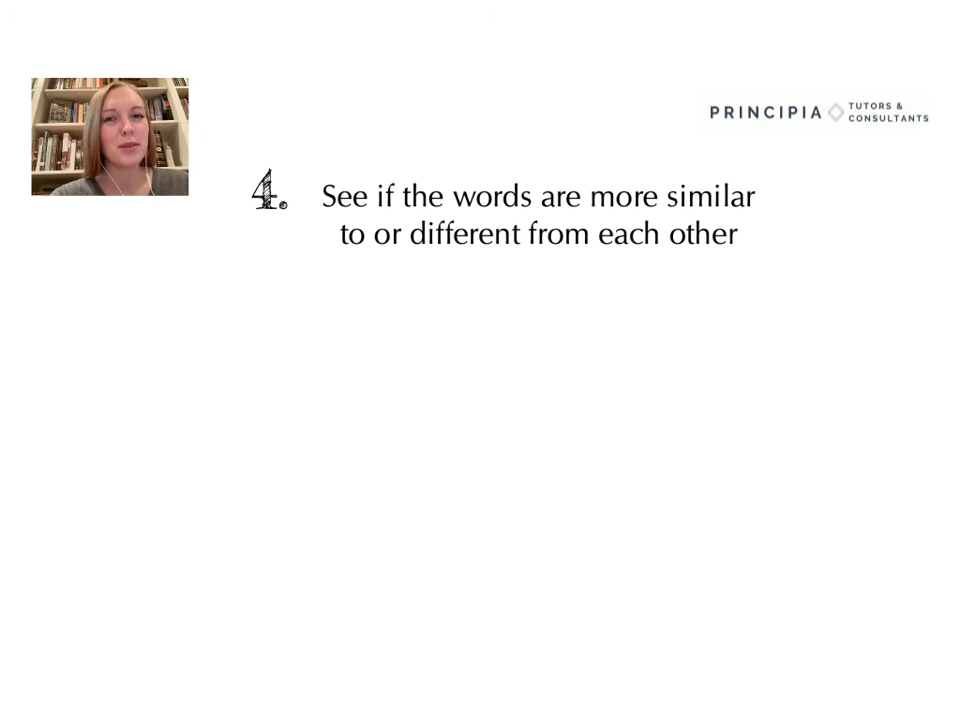 PRINCIPIA TUTORS &
CONSULTANTS
4. See if the words are more similar
to or different from each other